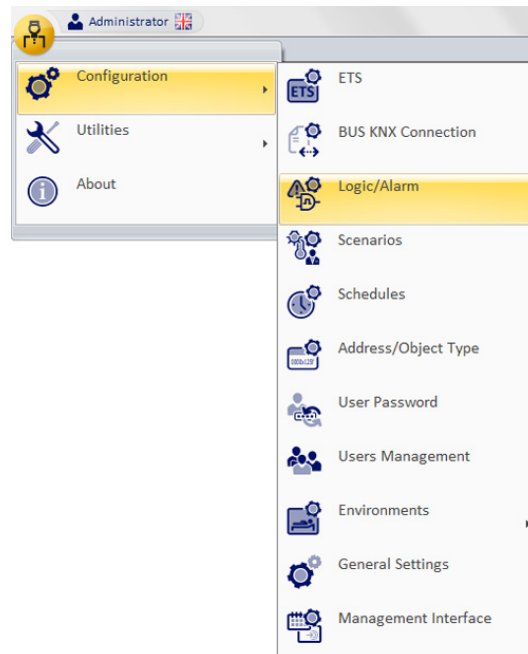 Administrator
Configuration
Utilities
About
ETS
ETS
BUS KNX Connection
Logic/Alarm
Scenarios
Schedules
Address/Object Type
User Password
Users Management
Environments
General Settings
Management Interface